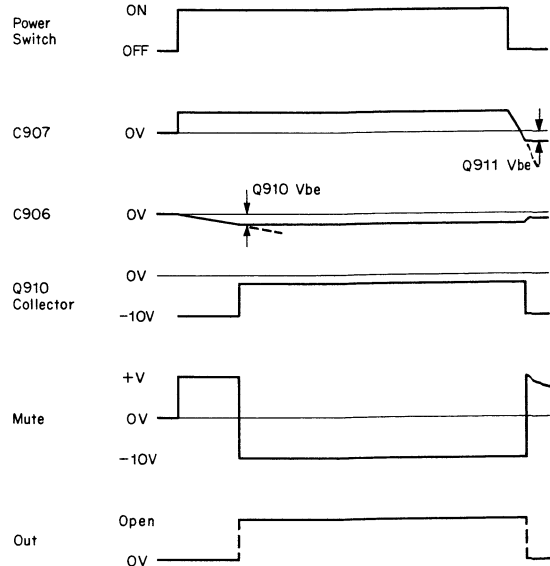 Power
Switch
ON
OFF
C907
0V
Q911 Vbe
Q910 Vbe
C906
0V
Q910
Collector
0V
-10V
Mute
+V
0V
-10V
Out
Open
0V